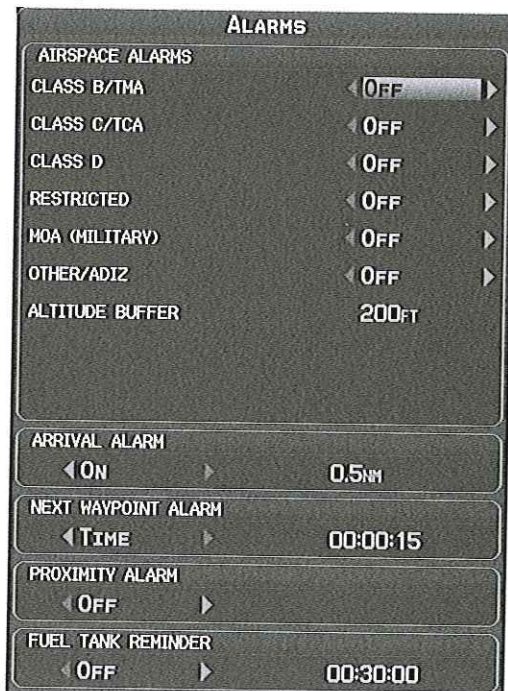 ALARMS
AIRSPACE ALARMS
CLASS B/TMA OFF
CLASS C/TCA OFF
CLASS D OFF
RESTRICTED OFF
MOA (MILITARY) OFF
OTHER/ADIZ OFF
ALTITUDE BUFFER 200FT
ARRIVAL ALARM
ON 0.5NM
NEXT WAYPOINT ALARM
TIME 00:00:15
PROXIMITY ALARM
OFF
FUEL TANK REMINDER
OFF 00:30:00